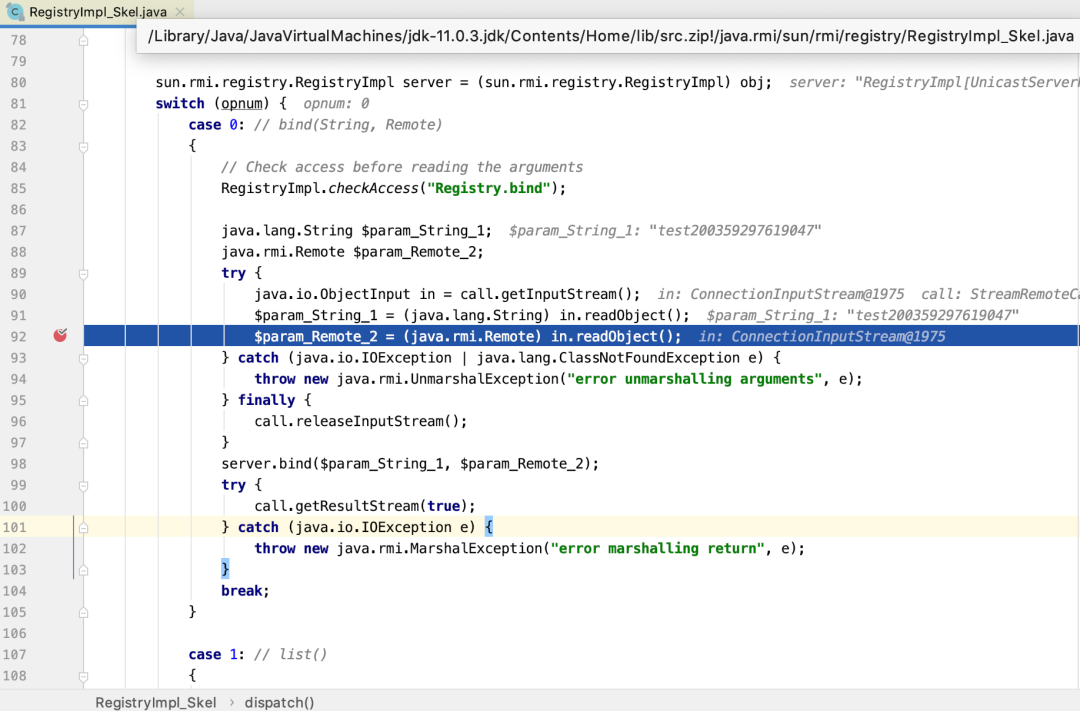 RegistryImpl_Skel.java
/Library/Java/JavaVirtualMachines/jdk-11.0.3.jdk/Contents/Home/lib/src.zip!/java.rmi/sun/rmi/registry/RegistryImpl_Skel.java
78
79
80 sun.rmi.registry.RegistryImpl server = (sun.rmi.registry.RegistryImpl) obj; server: "RegistryImpl[UnicastServer
81 switch (opnum) { opnum: 0
82 case 0: // bind(String, Remote)
83 {
84 // Check access before reading the arguments
85 RegistryImpl.checkAccess("Registry.bind");
86
87 java.lang.String $param_String_1; $param_String_1: "test200359297619047"
88 java.rmi.Remote $param_Remote_2;
89 try {
90 java.io.ObjectInput in = call.getInputStream(); in: ConnectionInputStream@1975 call: StreamRemoteCa
91 $param_String_1 = (java.lang.String) in.readObject(); $param_String_1: "test200359297619047"
92 $param_Remote_2 = (java.rmi.Remote) in.readObject(); in: ConnectionInputStream@1975
93 } catch (java.io.IOException | java.lang.ClassNotFoundException e) {
94 throw new java.rmi.UnmarshalException("error unmarshalling arguments", e);
95 } finally {
96 call.releaseInputStream();
97 }
98 server.bind($param_String_1, $param_Remote_2);
99 try {
100 call.getResultStream(true);
101 } catch (java.io.IOException e) {
102 throw new java.rmi.MarshalException("error marshalling return", e);
103 }
104 break;
105 }
106
107 case 1: // list()
108 {
RegistryImpl_Skel › dispatch()